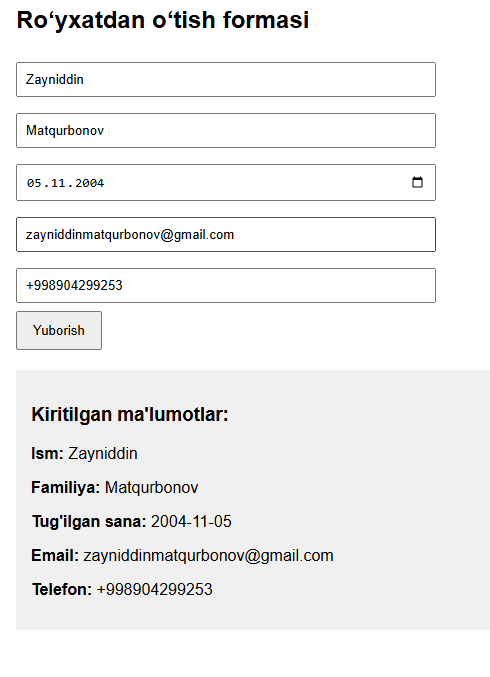 Ro‘yxatdan o‘tish formasi
Zayniddin
Matqurbonov
05.11.2004
zayniddinmatqurbonov@gmail.com
+998904299253
Yuborish
Kiritilgan ma'lumotlar:
Ism: Zayniddin
Familiya: Matqurbonov
Tug'ilgan sana: 2004-11-05
Email: zayniddinmatqurbonov@gmail.com
Telefon: +998904299253